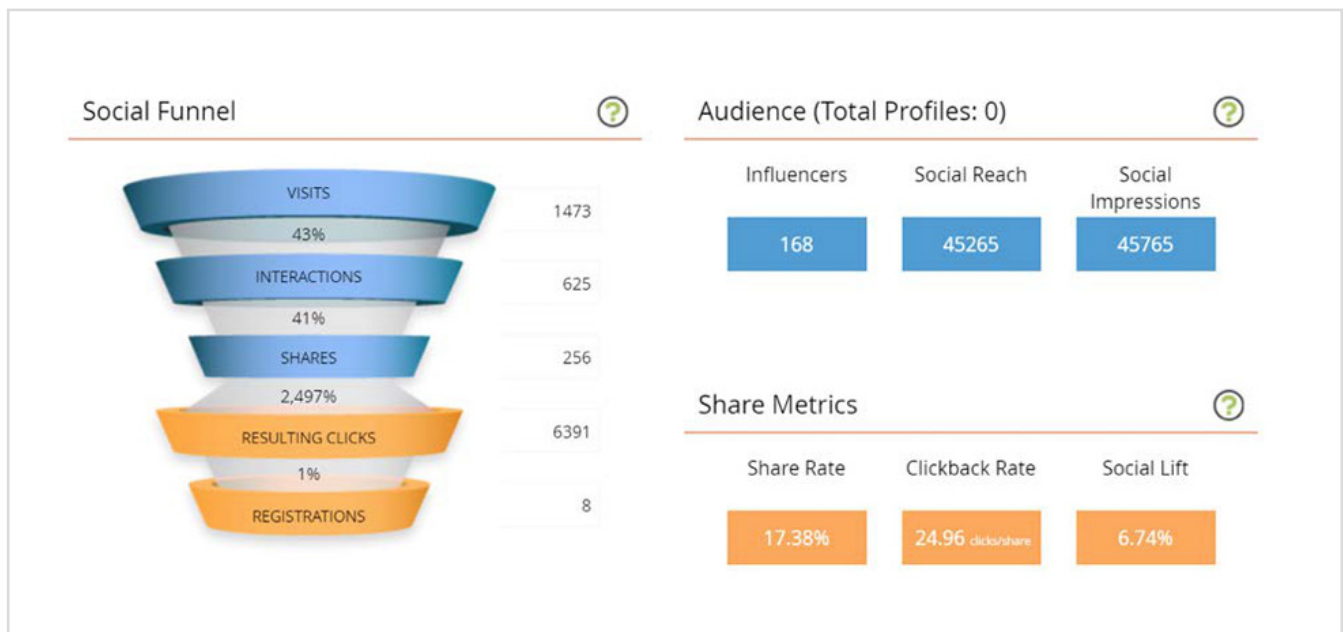 Social Funnel
?
VISITS
1473
43%
INTERACTIONS
625
41%
SHARES
256
2,497%
RESULTING CLICKS
6391
1%
REGISTRATIONS
8
Audience (Total Profiles: 0)
?
Influencers
168
Social Reach
45265
Social
Impressions
45765
Share Metrics
?
Share Rate
17.38%
Clickback Rate
24.96 clicks/share
Social Lift
6.74%